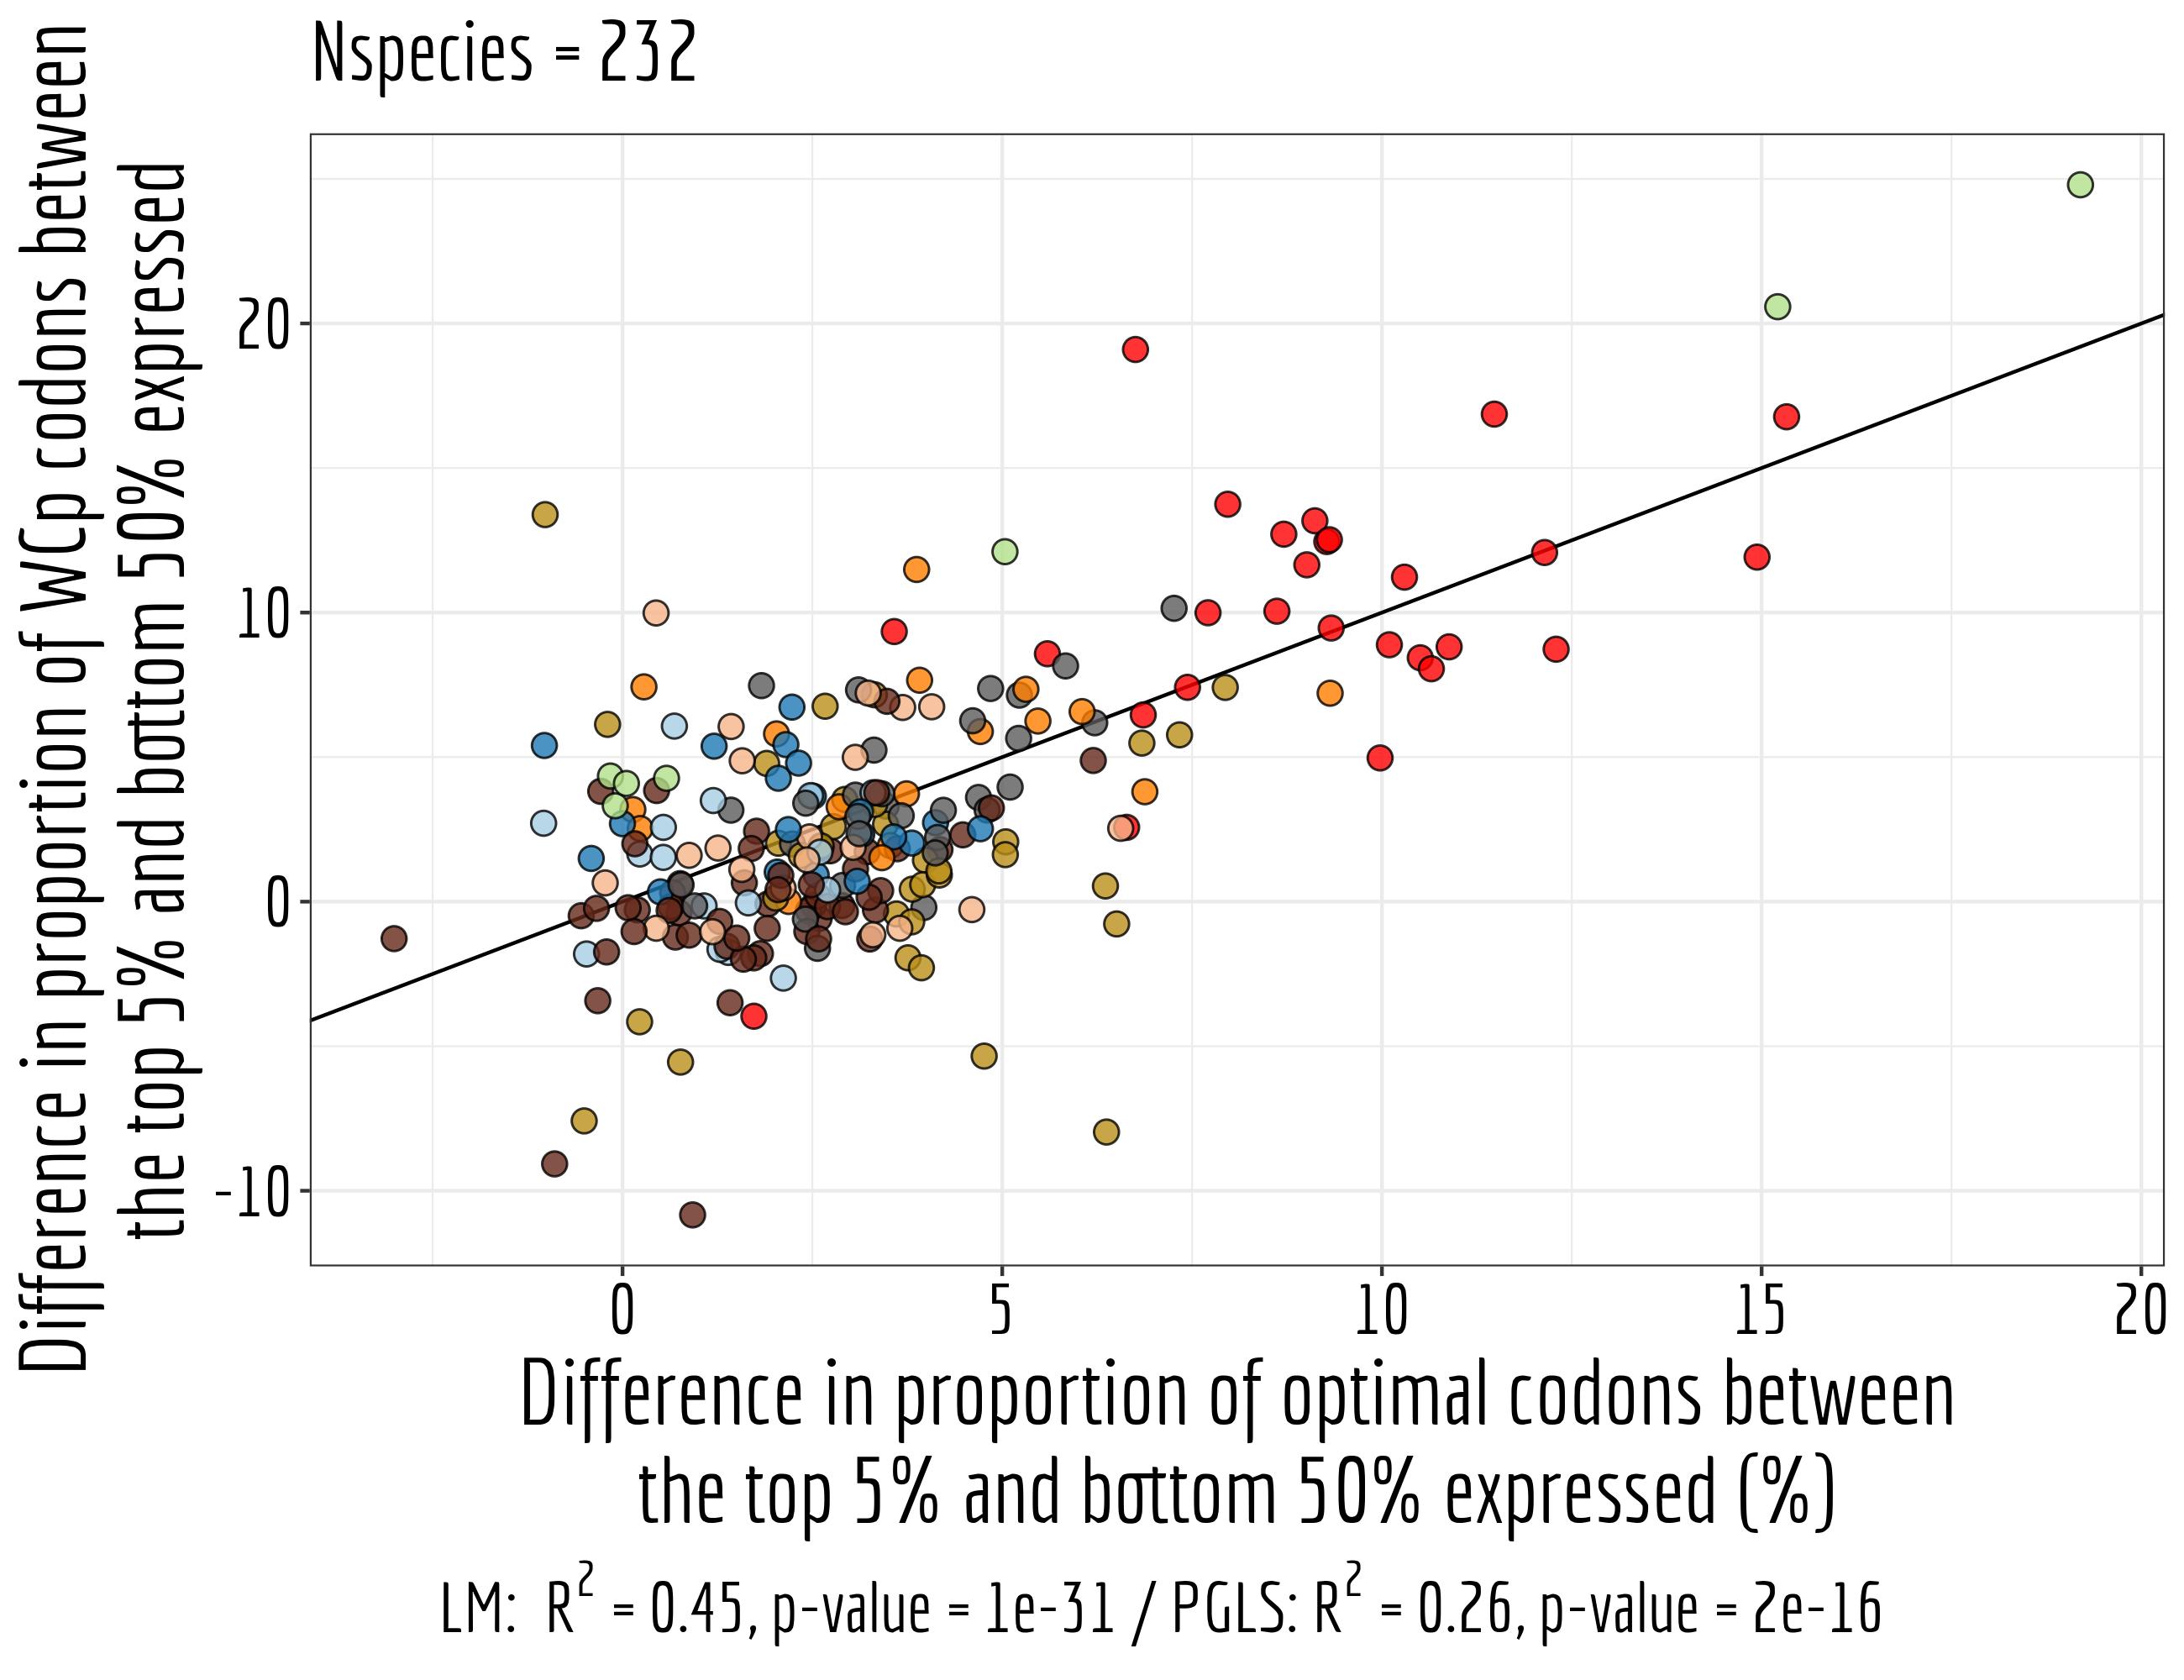 Nspecies = 232
Difference in proportion of WCp codons between
the top 5% and bottom 50% expressed
20
10
0
-10
0
5
10
15
20
Difference in proportion of optimal codons between
the top 5% and bottom 50% expressed (%)
LM: R² = 0.45, p-value = 1e-31 / PGLS: R² = 0.26, p-value = 2e-16